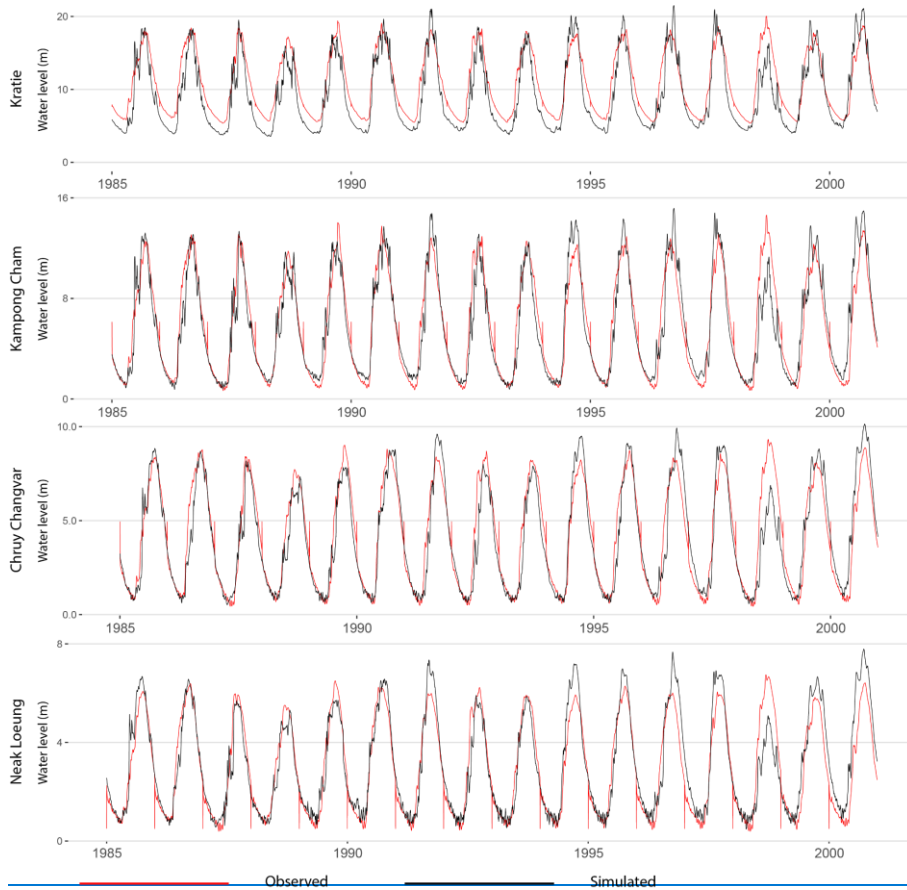 Kratie
Water level (m)
20
10
0
1985 1990 1995 2000
Kampong Cham
Water level (m)
16
8
0
1985 1990 1995 2000
Chruy Changvar
Water level (m)
10.0
5.0
0.0
1985 1990 1995 2000
Neak Loeung
Water level (m)
8
4
0
1985 1990 1995 2000
Observed Simulated